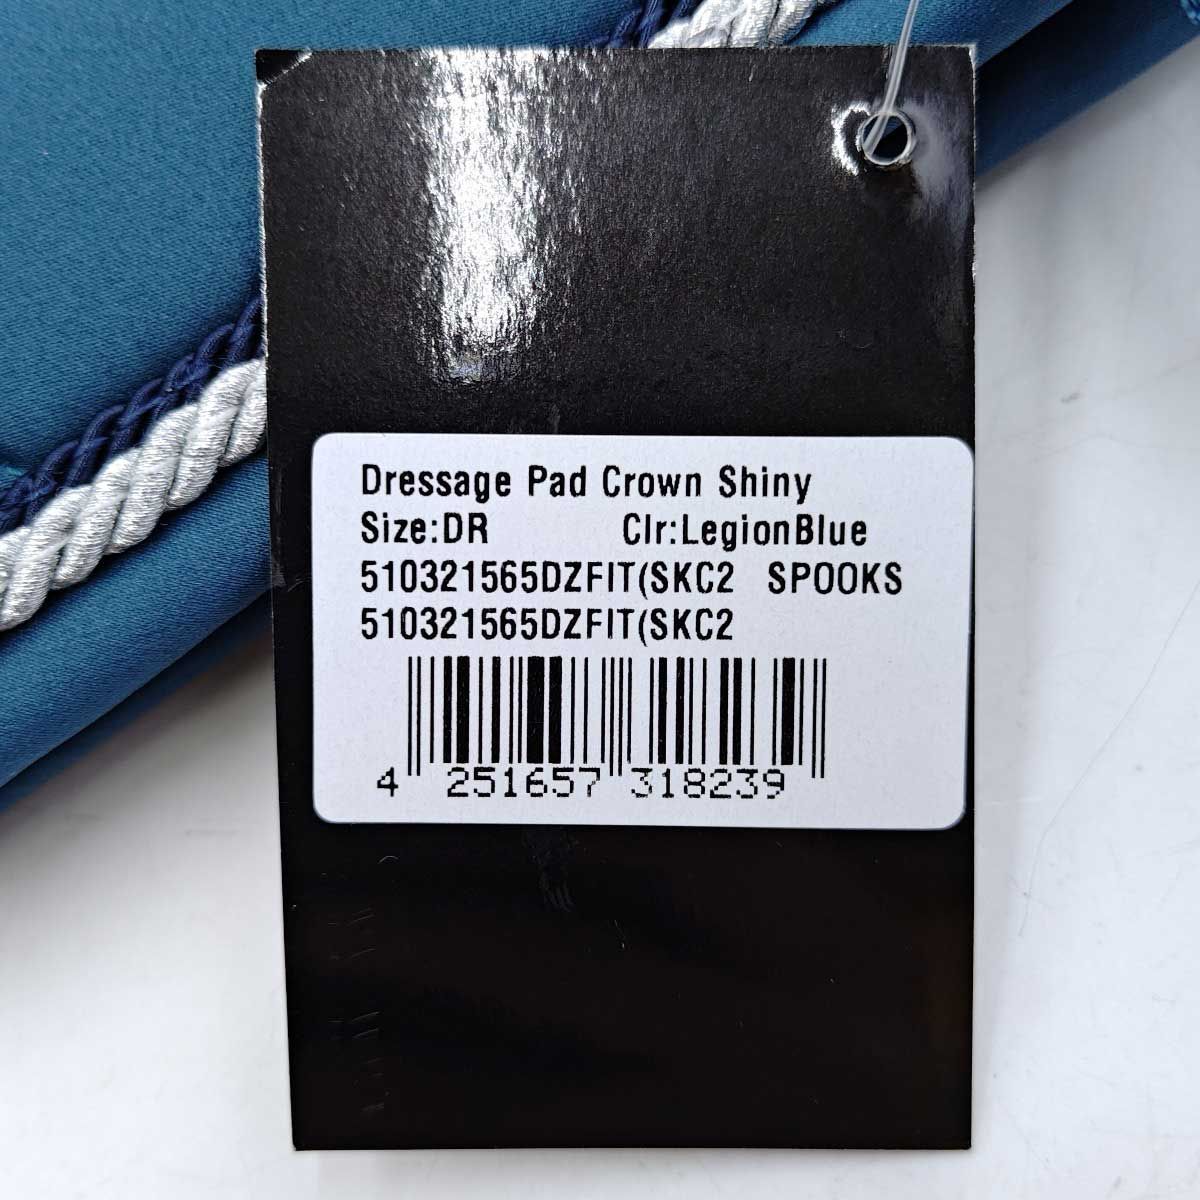 Dressage Pad Crown Shiny
Size:DR Clr:LegionBlue
510321565DZFIT(SKC2 SPOOKS
510321565DZFIT(SKC2
4 251657 318239